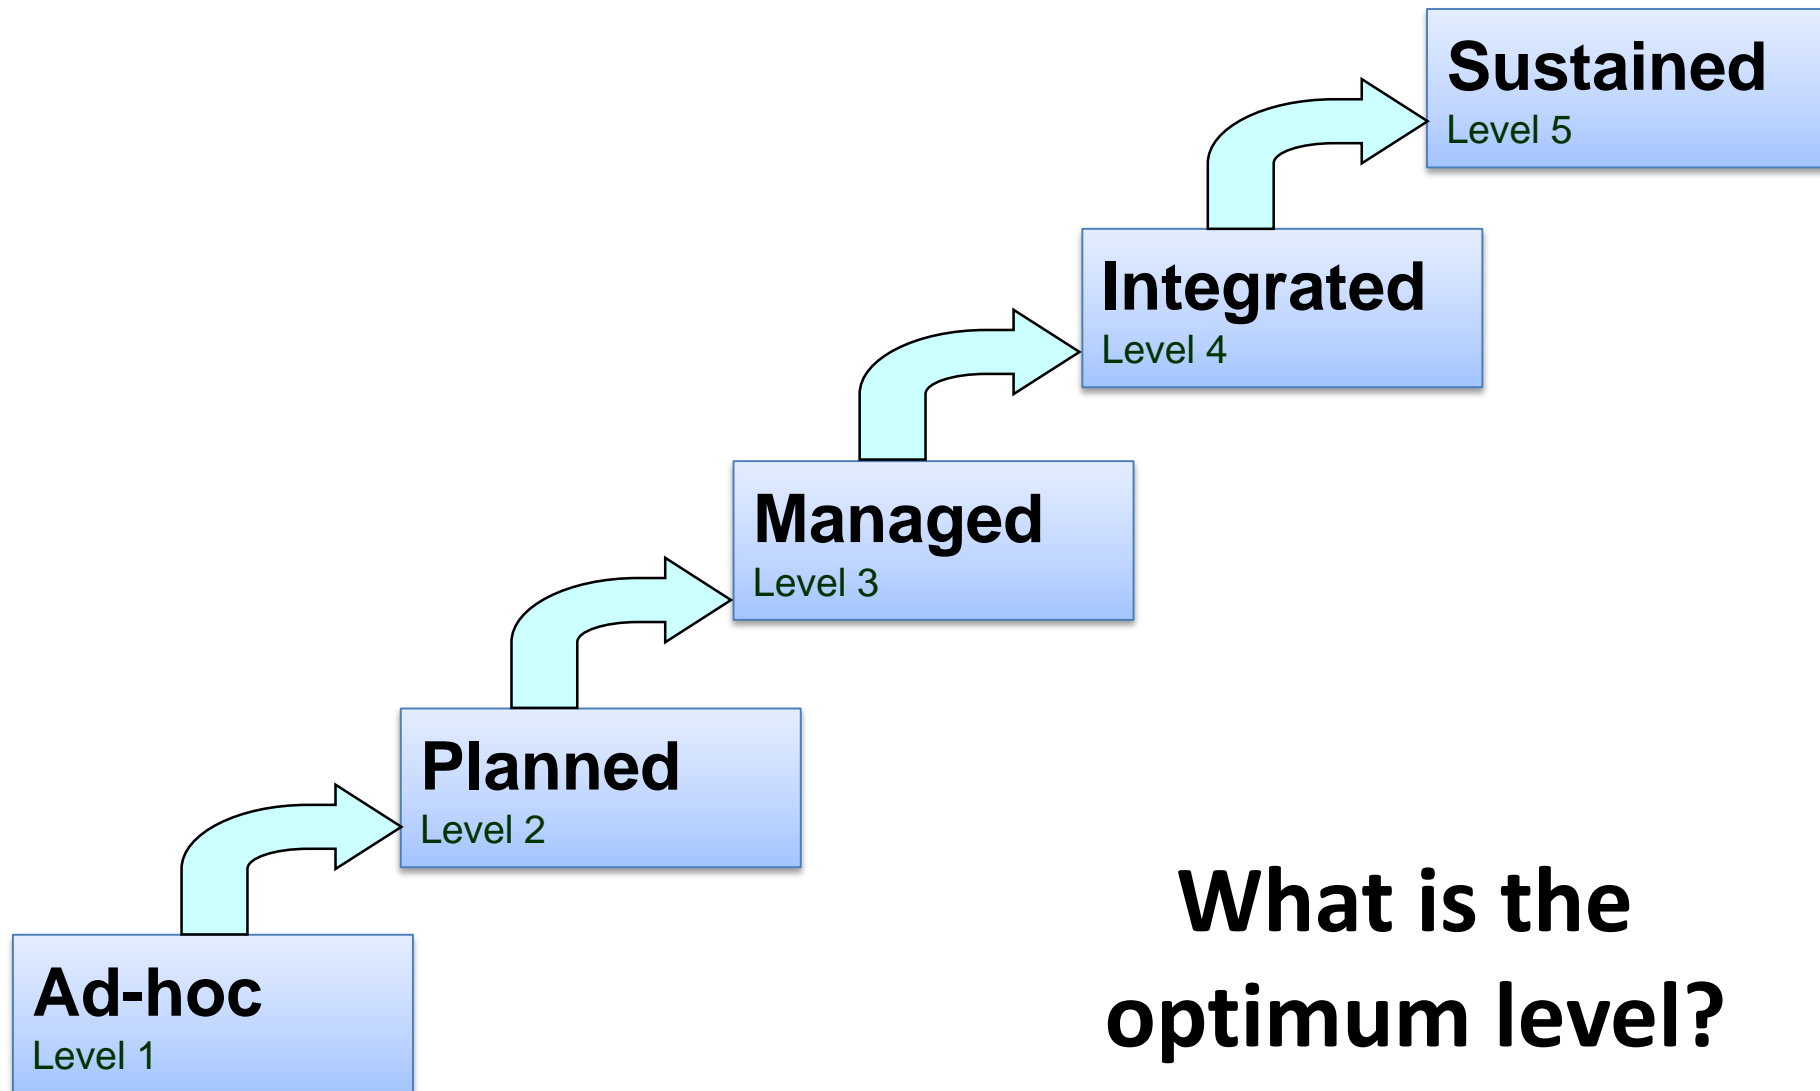 Sustained
Level 5
Integrated
Level 4
Managed
Level 3
Planned
Level 2
Ad-hoc
Level 1
What is the
optimum level?